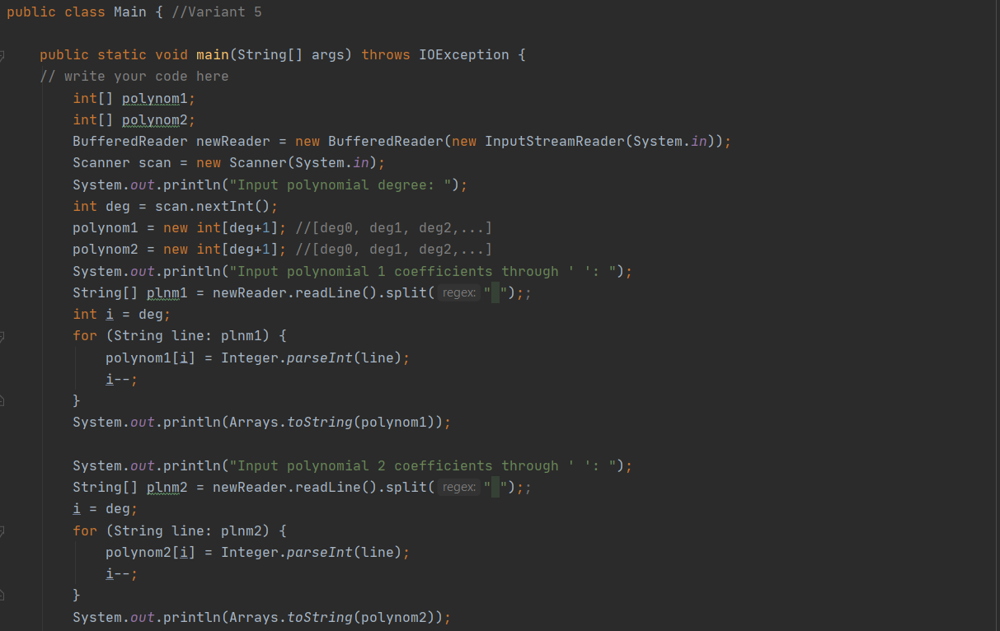 public class Main { //Variant 5
public static void main(String[] args) throws IOException {
// write your code here
int[] polynom1;
int[] polynom2;
BufferedReader newReader = new BufferedReader(new InputStreamReader(System.in));
Scanner scan = new Scanner(System.in);
System.out.println("Input polynomial degree: ");
int deg = scan.nextInt();
polynom1 = new int[deg+1]; //[deg0, deg1, deg2,...]
polynom2 = new int[deg+1]; //[deg0, deg1, deg2,...]
System.out.println("Input polynomial 1 coefficients through ' ': ");
String[] plnm1 = newReader.readLine().split( regex: " ");;
int i = deg;
for (String line: plnm1) {
polynom1[i] = Integer.parseInt(line);
i--;
}
System.out.println(Arrays.toString(polynom1));
System.out.println("Input polynomial 2 coefficients through ' ': ");
String[] plnm2 = newReader.readLine().split( regex: " ");;
i = deg;
for (String line: plnm2) {
polynom2[i] = Integer.parseInt(line);
i--;
}
System.out.println(Arrays.toString(polynom2));